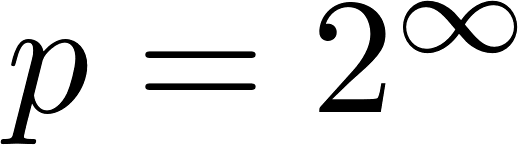 p = 2^∞